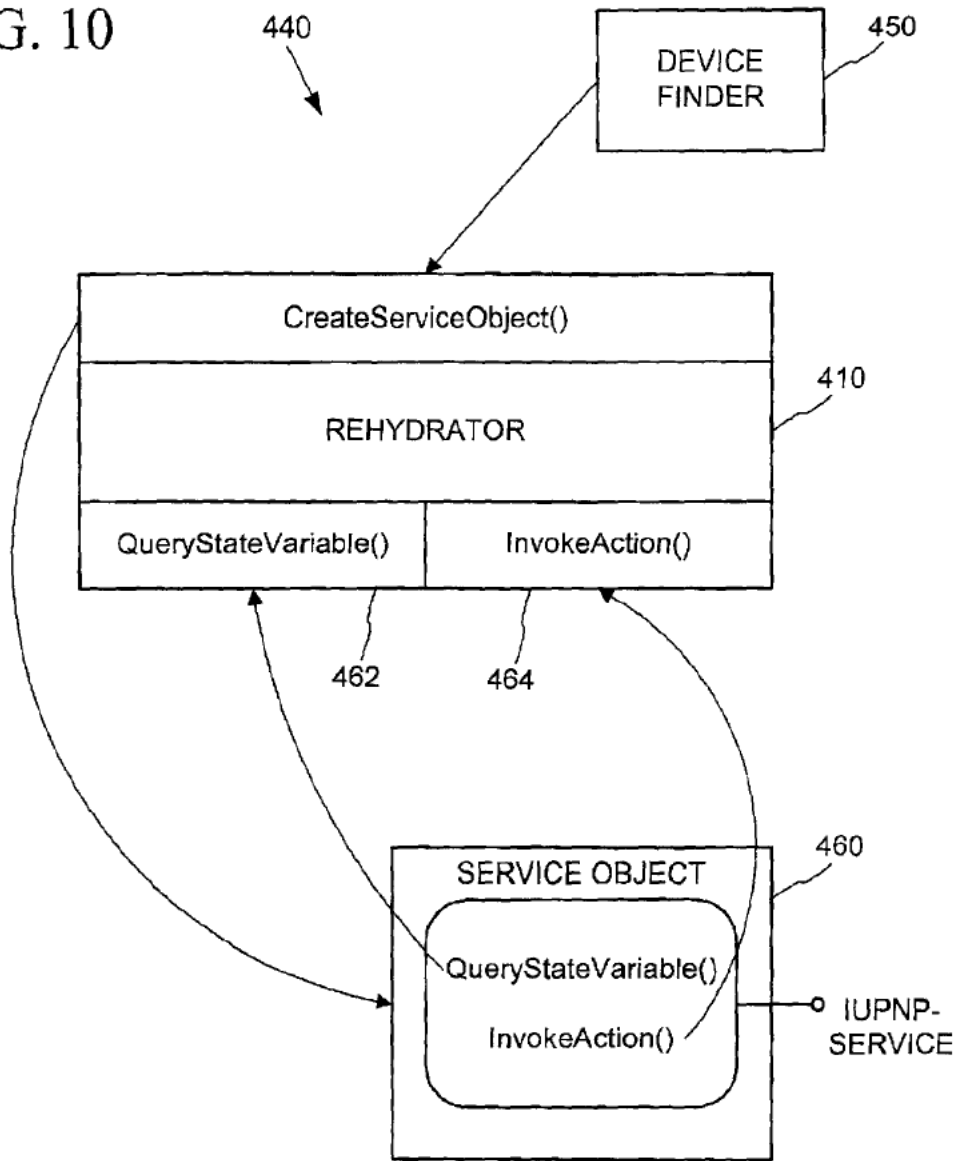 G. 10
440
450
DEVICE
FINDER
CreateServiceObject()
410
REHYDRATOR
QueryStateVariable()
InvokeAction()
462
464
460
SERVICE OBJECT
QueryStateVariable()
InvokeAction()
IUPNP-
SERVICE